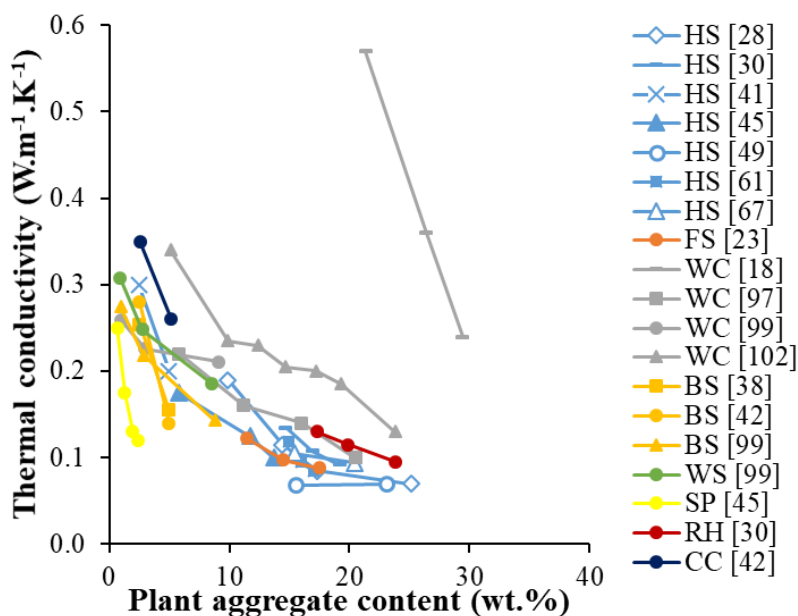 0.6
0.5
0.4
0.3
0.2
0.1
0.0
Thermal conductivity (W.m⁻¹.K⁻¹)
0 10 20 30 40
Plant aggregate content (wt.%)
HS [28]
HS [30]
HS [41]
HS [45]
HS [49]
HS [61]
HS [67]
FS [23]
WC [18]
WC [97]
WC [99]
WC [102]
BS [38]
BS [42]
BS [99]
WS [99]
SP [45]
RH [30]
CC [42]